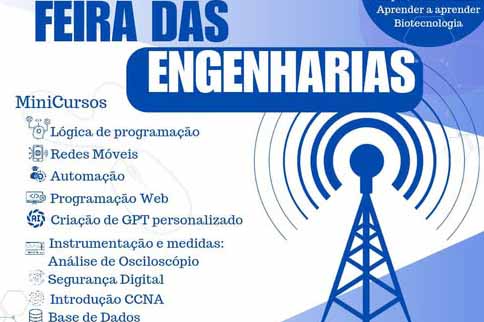 Aprender a aprender
Biotecnologia
FEIRA DAS
ENGENHARIAS
MiniCursos
Lógica de programação
Redes Móveis
Automação
Programação Web
AI
Criação de GPT personalizado
Instrumentação e medidas:
Análise de Osciloscópio
Segurança Digital
Introdução CCNA
Base de Dados